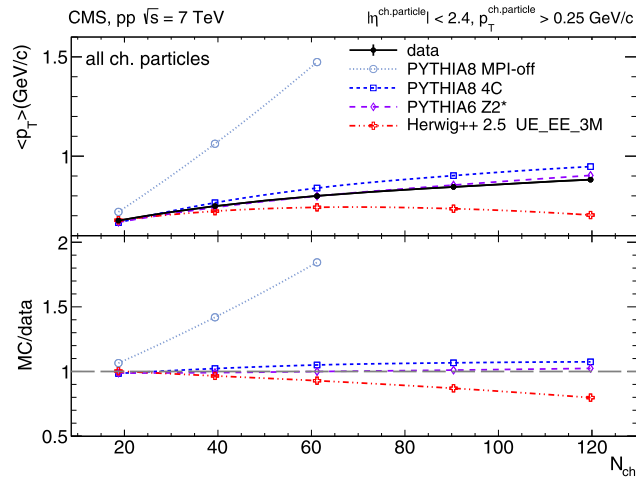 CMS, pp √s = 7 TeV
|η^ch.particle| < 2.4, p_T^ch.particle > 0.25 GeV/c
<p_T>(GeV/c)
all ch. particles
data
PYTHIA8 MPI-off
PYTHIA8 4C
PYTHIA6 Z2*
Herwig++ 2.5 UE_EE_3M
1.5
1
MC/data
2
1.5
1
0.5
20 40 60 80 100 120
N_ch